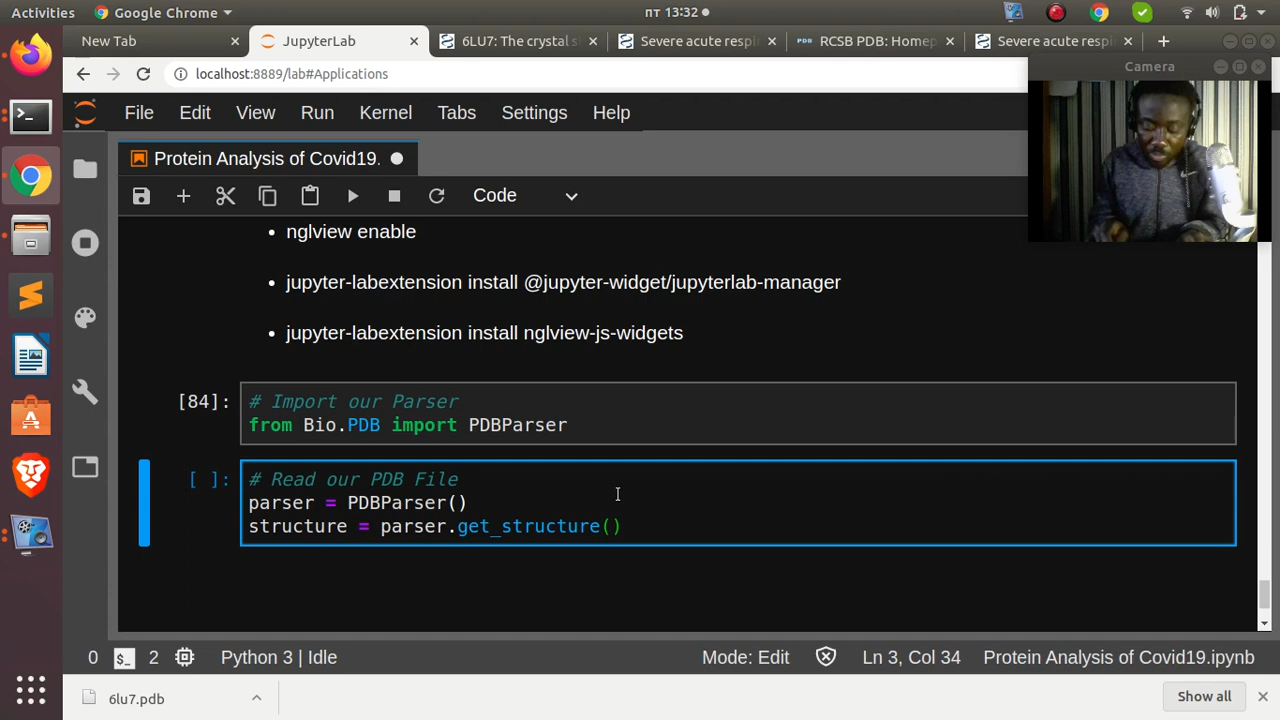 Activities
Google Chrome
пт 13:32
New Tab
JupyterLab
6LU7: The crystal s
Severe acute respi
RCSB PDB: Homep
Severe acute respi
localhost:8889/lab#Applications
Camera
File Edit View Run Kernel Tabs Settings Help
Protein Analysis of Covid19.
Code
• nglview enable
• jupyter-labextension install @jupyter-widget/jupyterlab-manager
• jupyter-labextension install nglview-js-widgets
[84]:
# Import our Parser
from Bio.PDB import PDBParser
[ ]:
# Read our PDB File
parser = PDBParser()
structure = parser.get_structure()
0 $_ 2 Python 3 | Idle Mode: Edit Ln 3, Col 34 Protein Analysis of Covid19.ipynb
6lu7.pdb
Show all